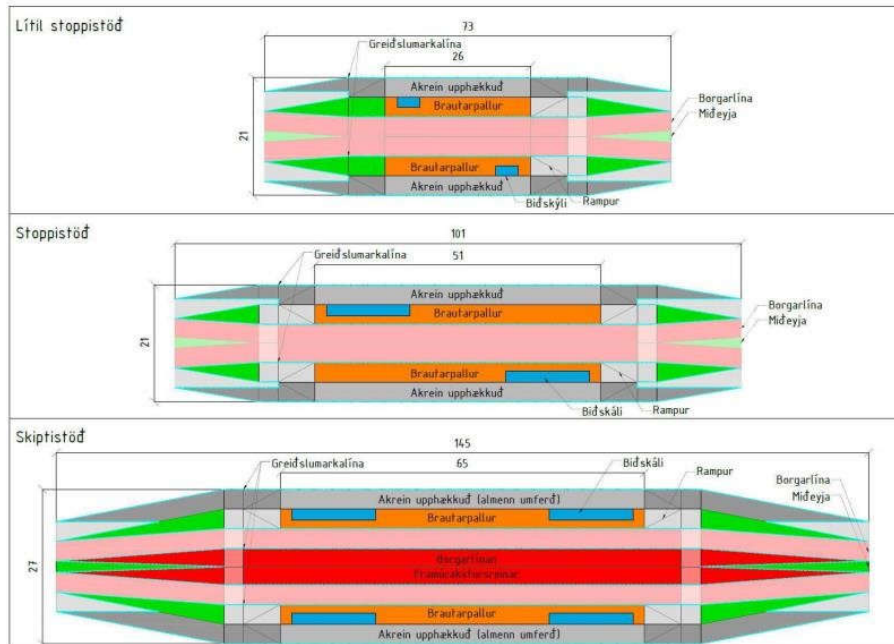 Lítil stoppistöð
73
Greiðslumarkalína
26
Akrein upphækkuð
Brautarpallur
Borgarlína
Miðeyja
21
Brautarpallur
Akrein upphækkuð
Biðskýli
Rampur
Stoppistöð
101
Greiðslumarkalína
51
Akrein upphækkuð
Brautarpallur
Borgarlína
Miðeyja
21
Brautarpallur
Akrein upphækkuð
Biðskáli
Rampur
Skiptistöð
145
Greiðslumarkalína
65
Biðskáli
Rampur
Akrein upphækkuð (almenn umferð)
Brautarpallur
Borgarlína
Miðeyja
Borgarlínan
Framúrakstursreinar
27
Brautarpallur
Akrein upphækkuð (almenn umferð)